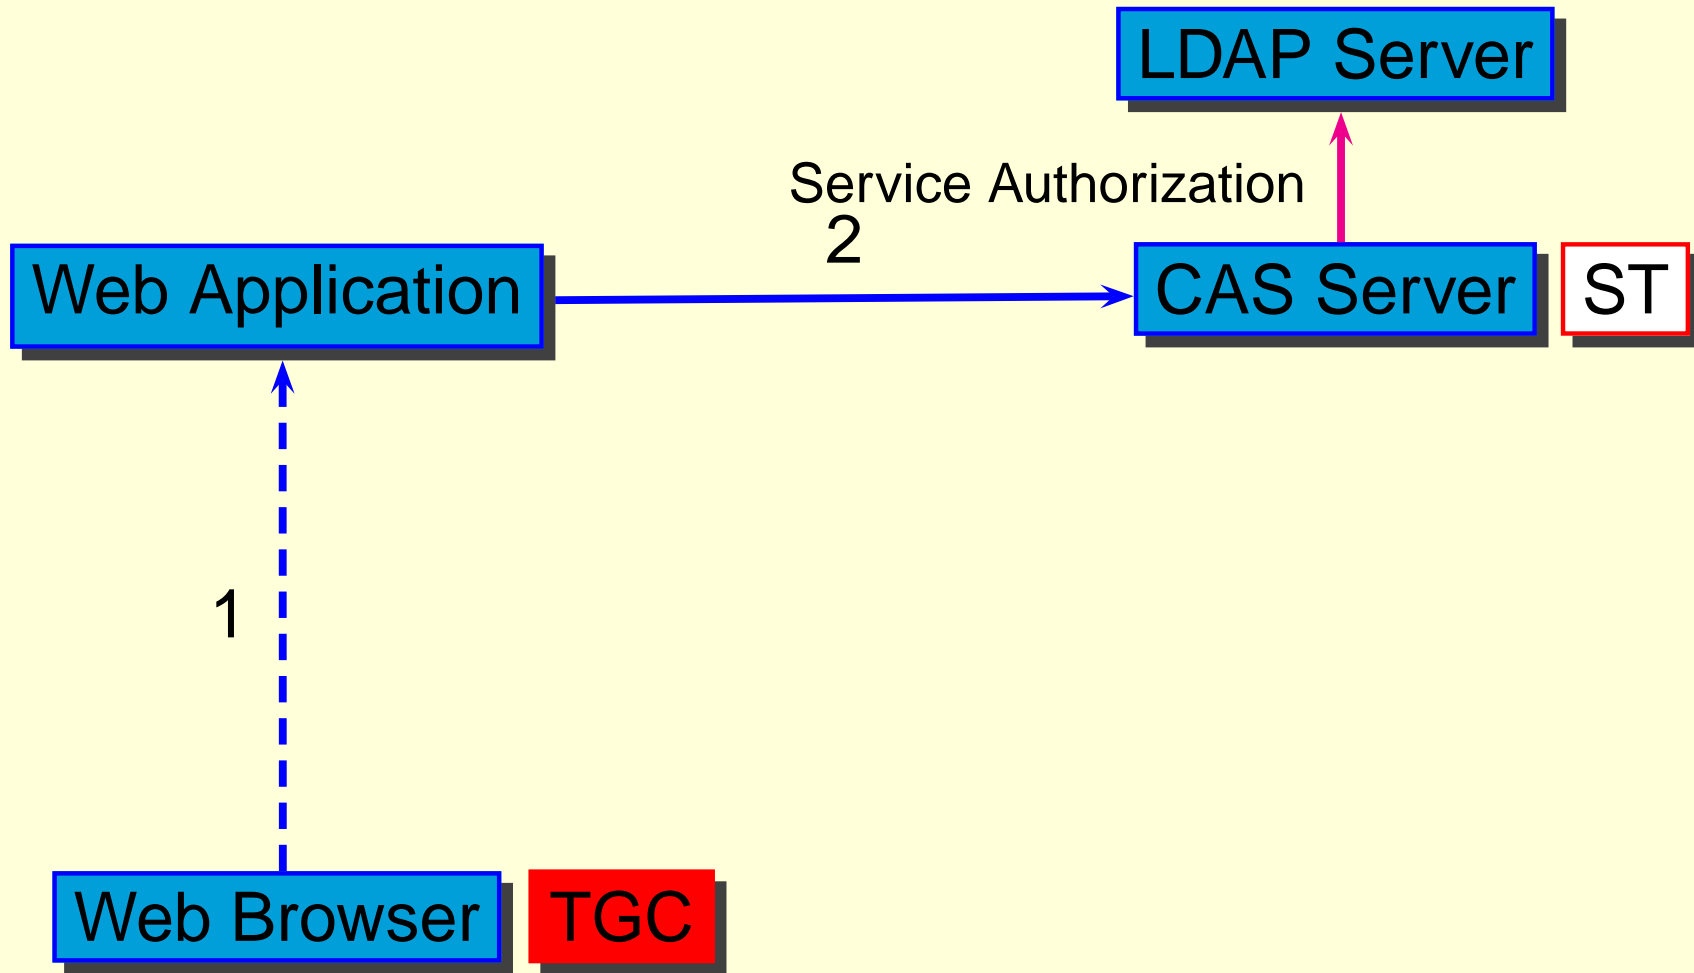 LDAP Server
Service Authorization
2
Web Application
CAS Server
ST
1
Web Browser
TGC